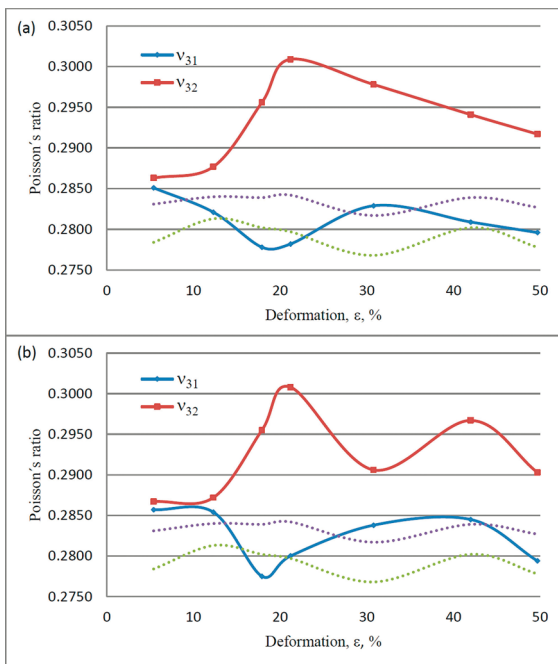 (a)
0.3050
0.3000
0.2950
0.2900
0.2850
0.2800
0.2750
Poisson´s ratio
ν31
ν32
0 10 20 30 40 50
Deformation, ε, %
(b)
0.3050
0.3000
0.2950
0.2900
0.2850
0.2800
0.2750
Poisson´s ratio
ν31
ν32
0 10 20 30 40 50
Deformation, ε, %